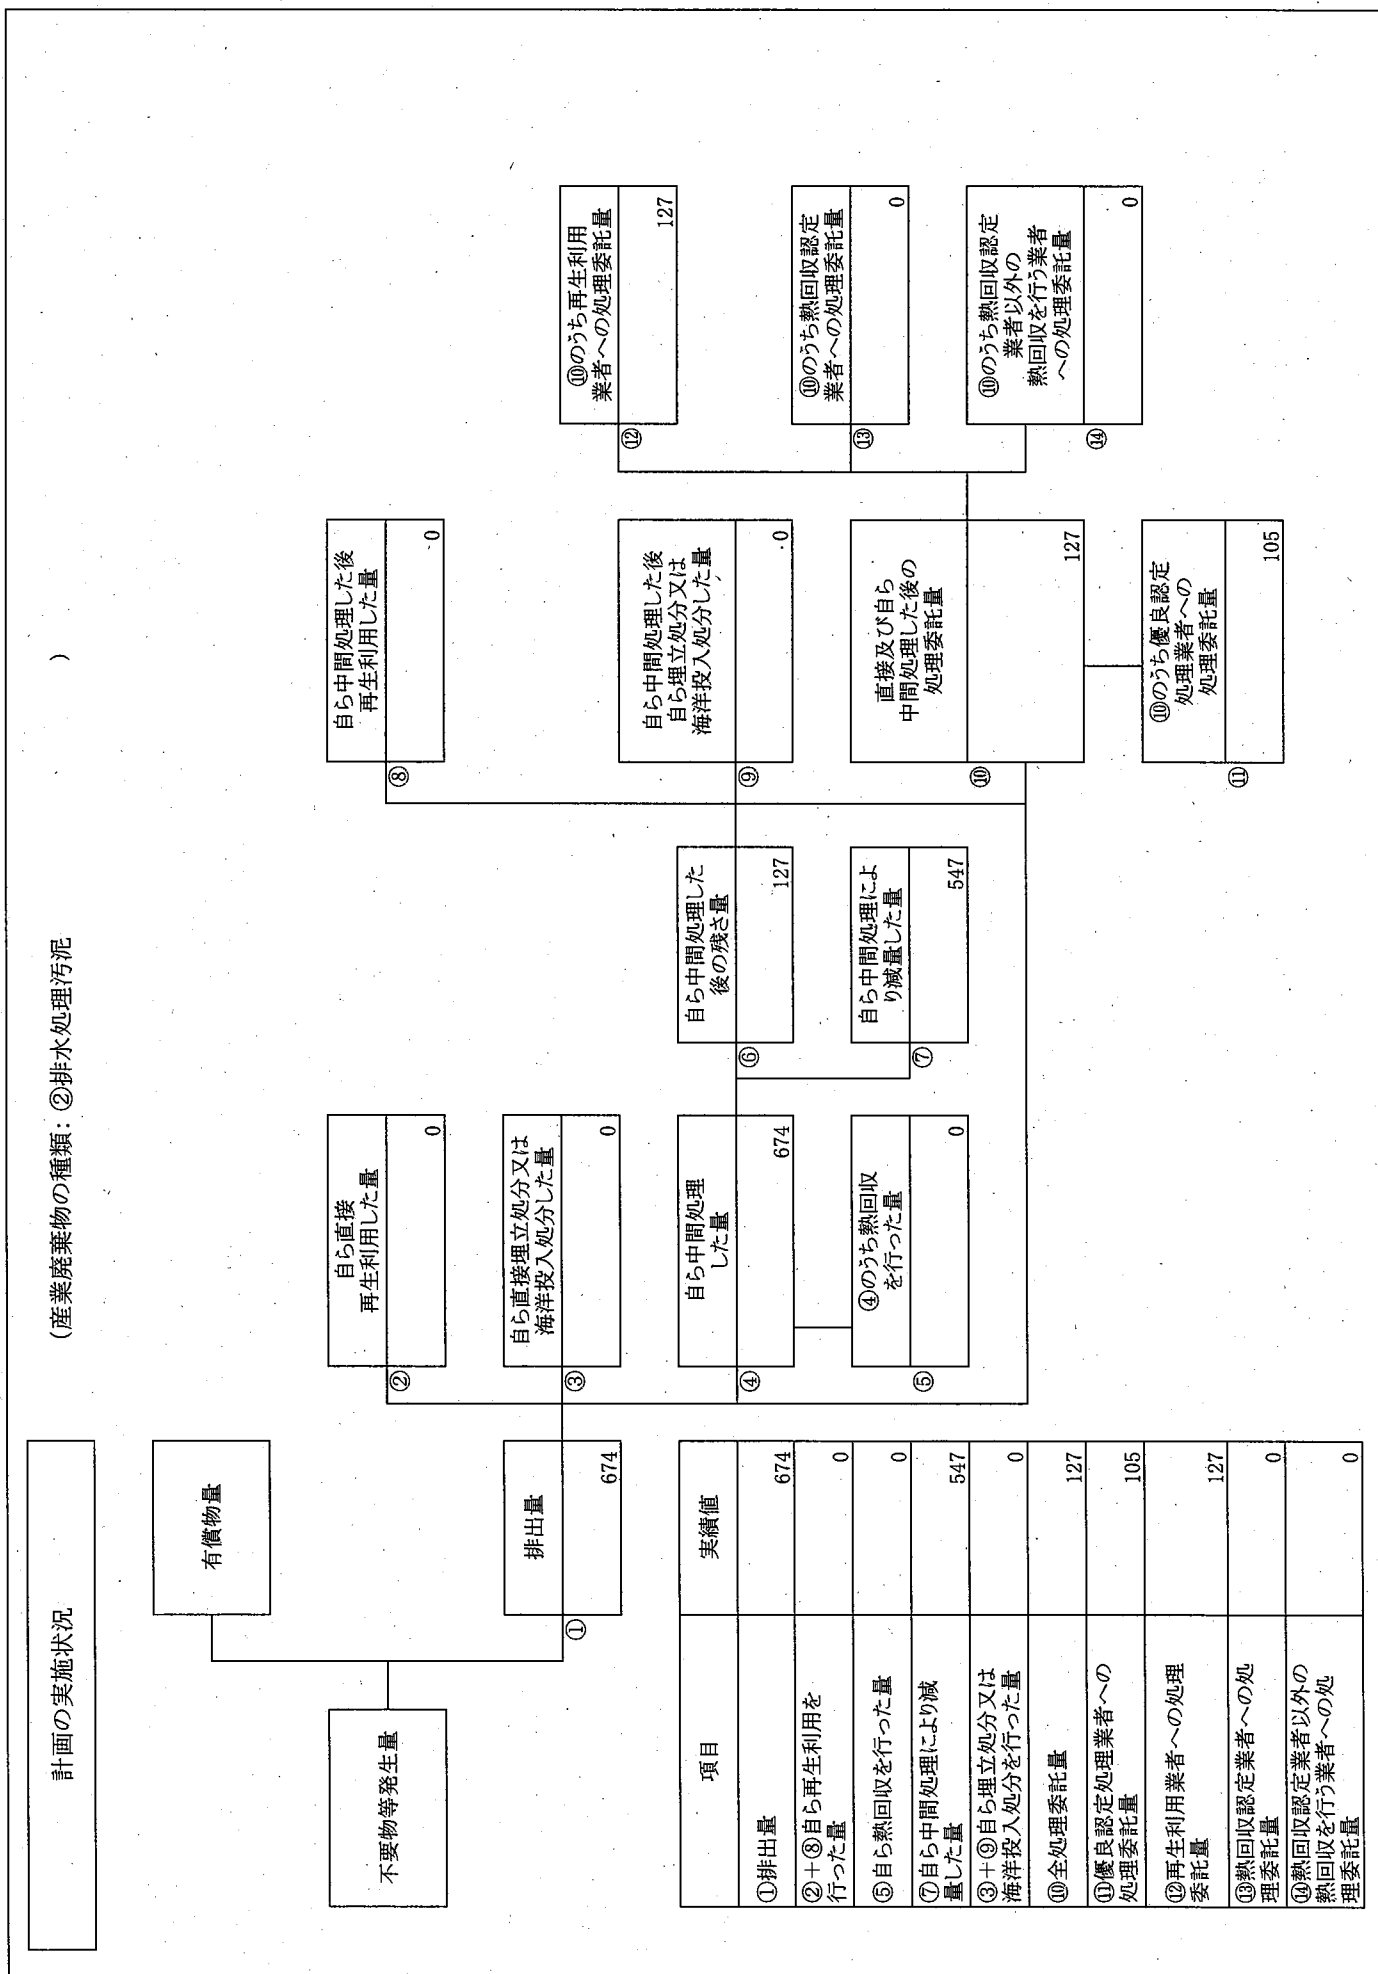 計画の実施状況
(産業廃棄物の種類：②排水処理汚泥 )
不要物等発生量
有償物量
①
排出量
674
②
自ら直接
再生利用した量
0
③
自ら直接埋立処分又は
海洋投入処分した量
0
④
自ら中間処理
した量
674
⑤
④のうち熱回収
を行った量
0
⑥
自ら中間処理した
後の残さ量
127
⑦
自ら中間処理によ
り減量した量
547
⑧
自ら中間処理した後
再生利用した量
0
⑨
自ら中間処理した後
自ら埋立処分又は
海洋投入処分した量
0
⑩
直接及び自ら
中間処理した後の
処理委託量
127
⑪
⑩のうち優良認定
処理業者への
処理委託量
105
⑫
⑩のうち再生利用
業者への処理委託量
127
⑬
⑩のうち熱回収認定
業者への処理委託量
0
⑭
⑩のうち熱回収認定
業者以外の
熱回収を行う業者
への処理委託量
0
項目 実績値
①排出量 674
②＋⑧自ら再生利用を
行った量 0
⑤自ら熱回収を行った量 0
⑦自ら中間処理により減
量した量 547
③＋⑨自ら埋立処分又は
海洋投入処分を行った量 0
⑩全処理委託量 127
⑪優良認定処理業者への
処理委託量 105
⑫再生利用業者への処理
委託量 127
⑬熱回収認定業者への処
理委託量 0
⑭熱回収認定業者以外の
熱回収を行う業者への処
理委託量 0